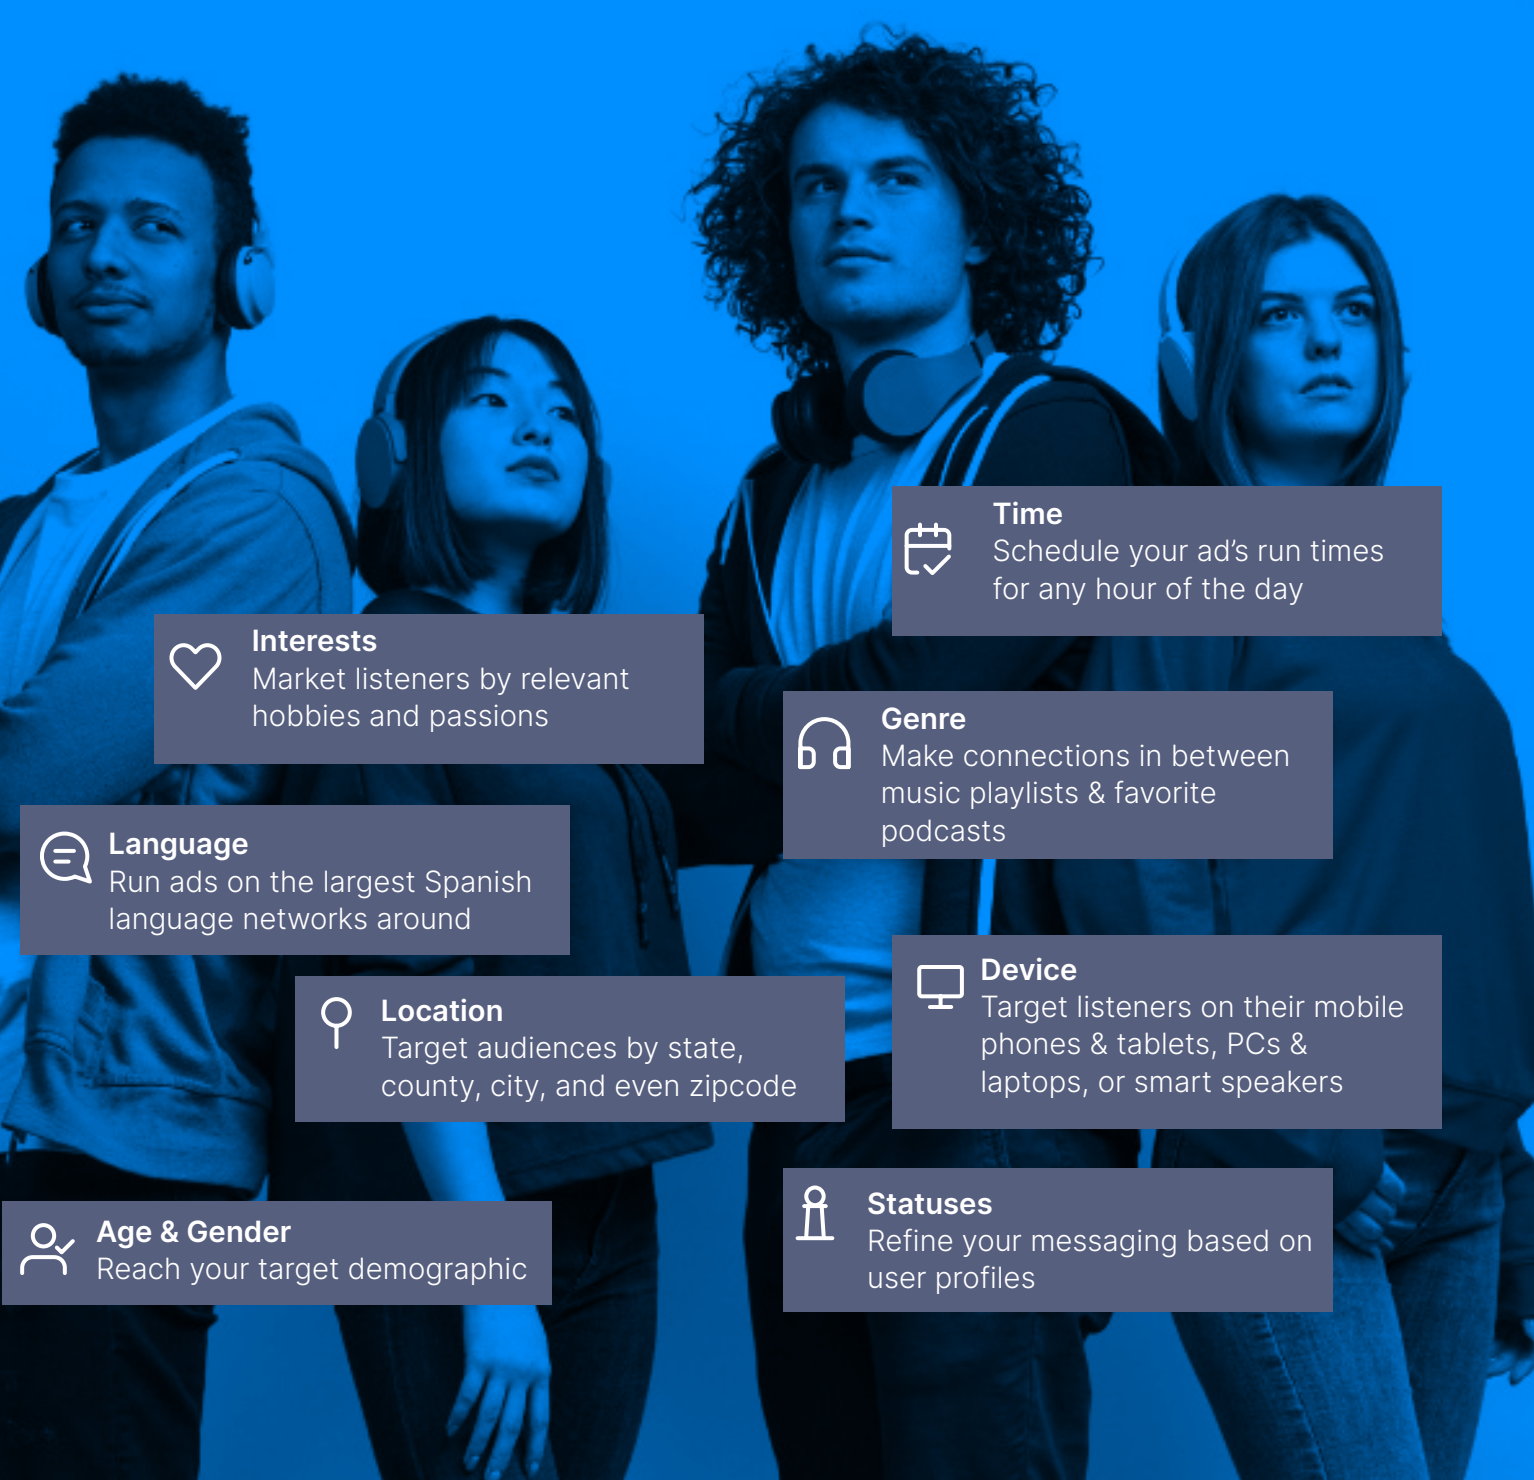 Time
Schedule your ad’s run times
for any hour of the day
Interests
Market listeners by relevant
hobbies and passions
Genre
Make connections in between
music playlists & favorite
podcasts
Language
Run ads on the largest Spanish
language networks around
Device
Target listeners on their mobile
phones & tablets, PCs &
laptops, or smart speakers
Location
Target audiences by state,
county, city, and even zipcode
Statuses
Refine your messaging based on
user profiles
Age & Gender
Reach your target demographic